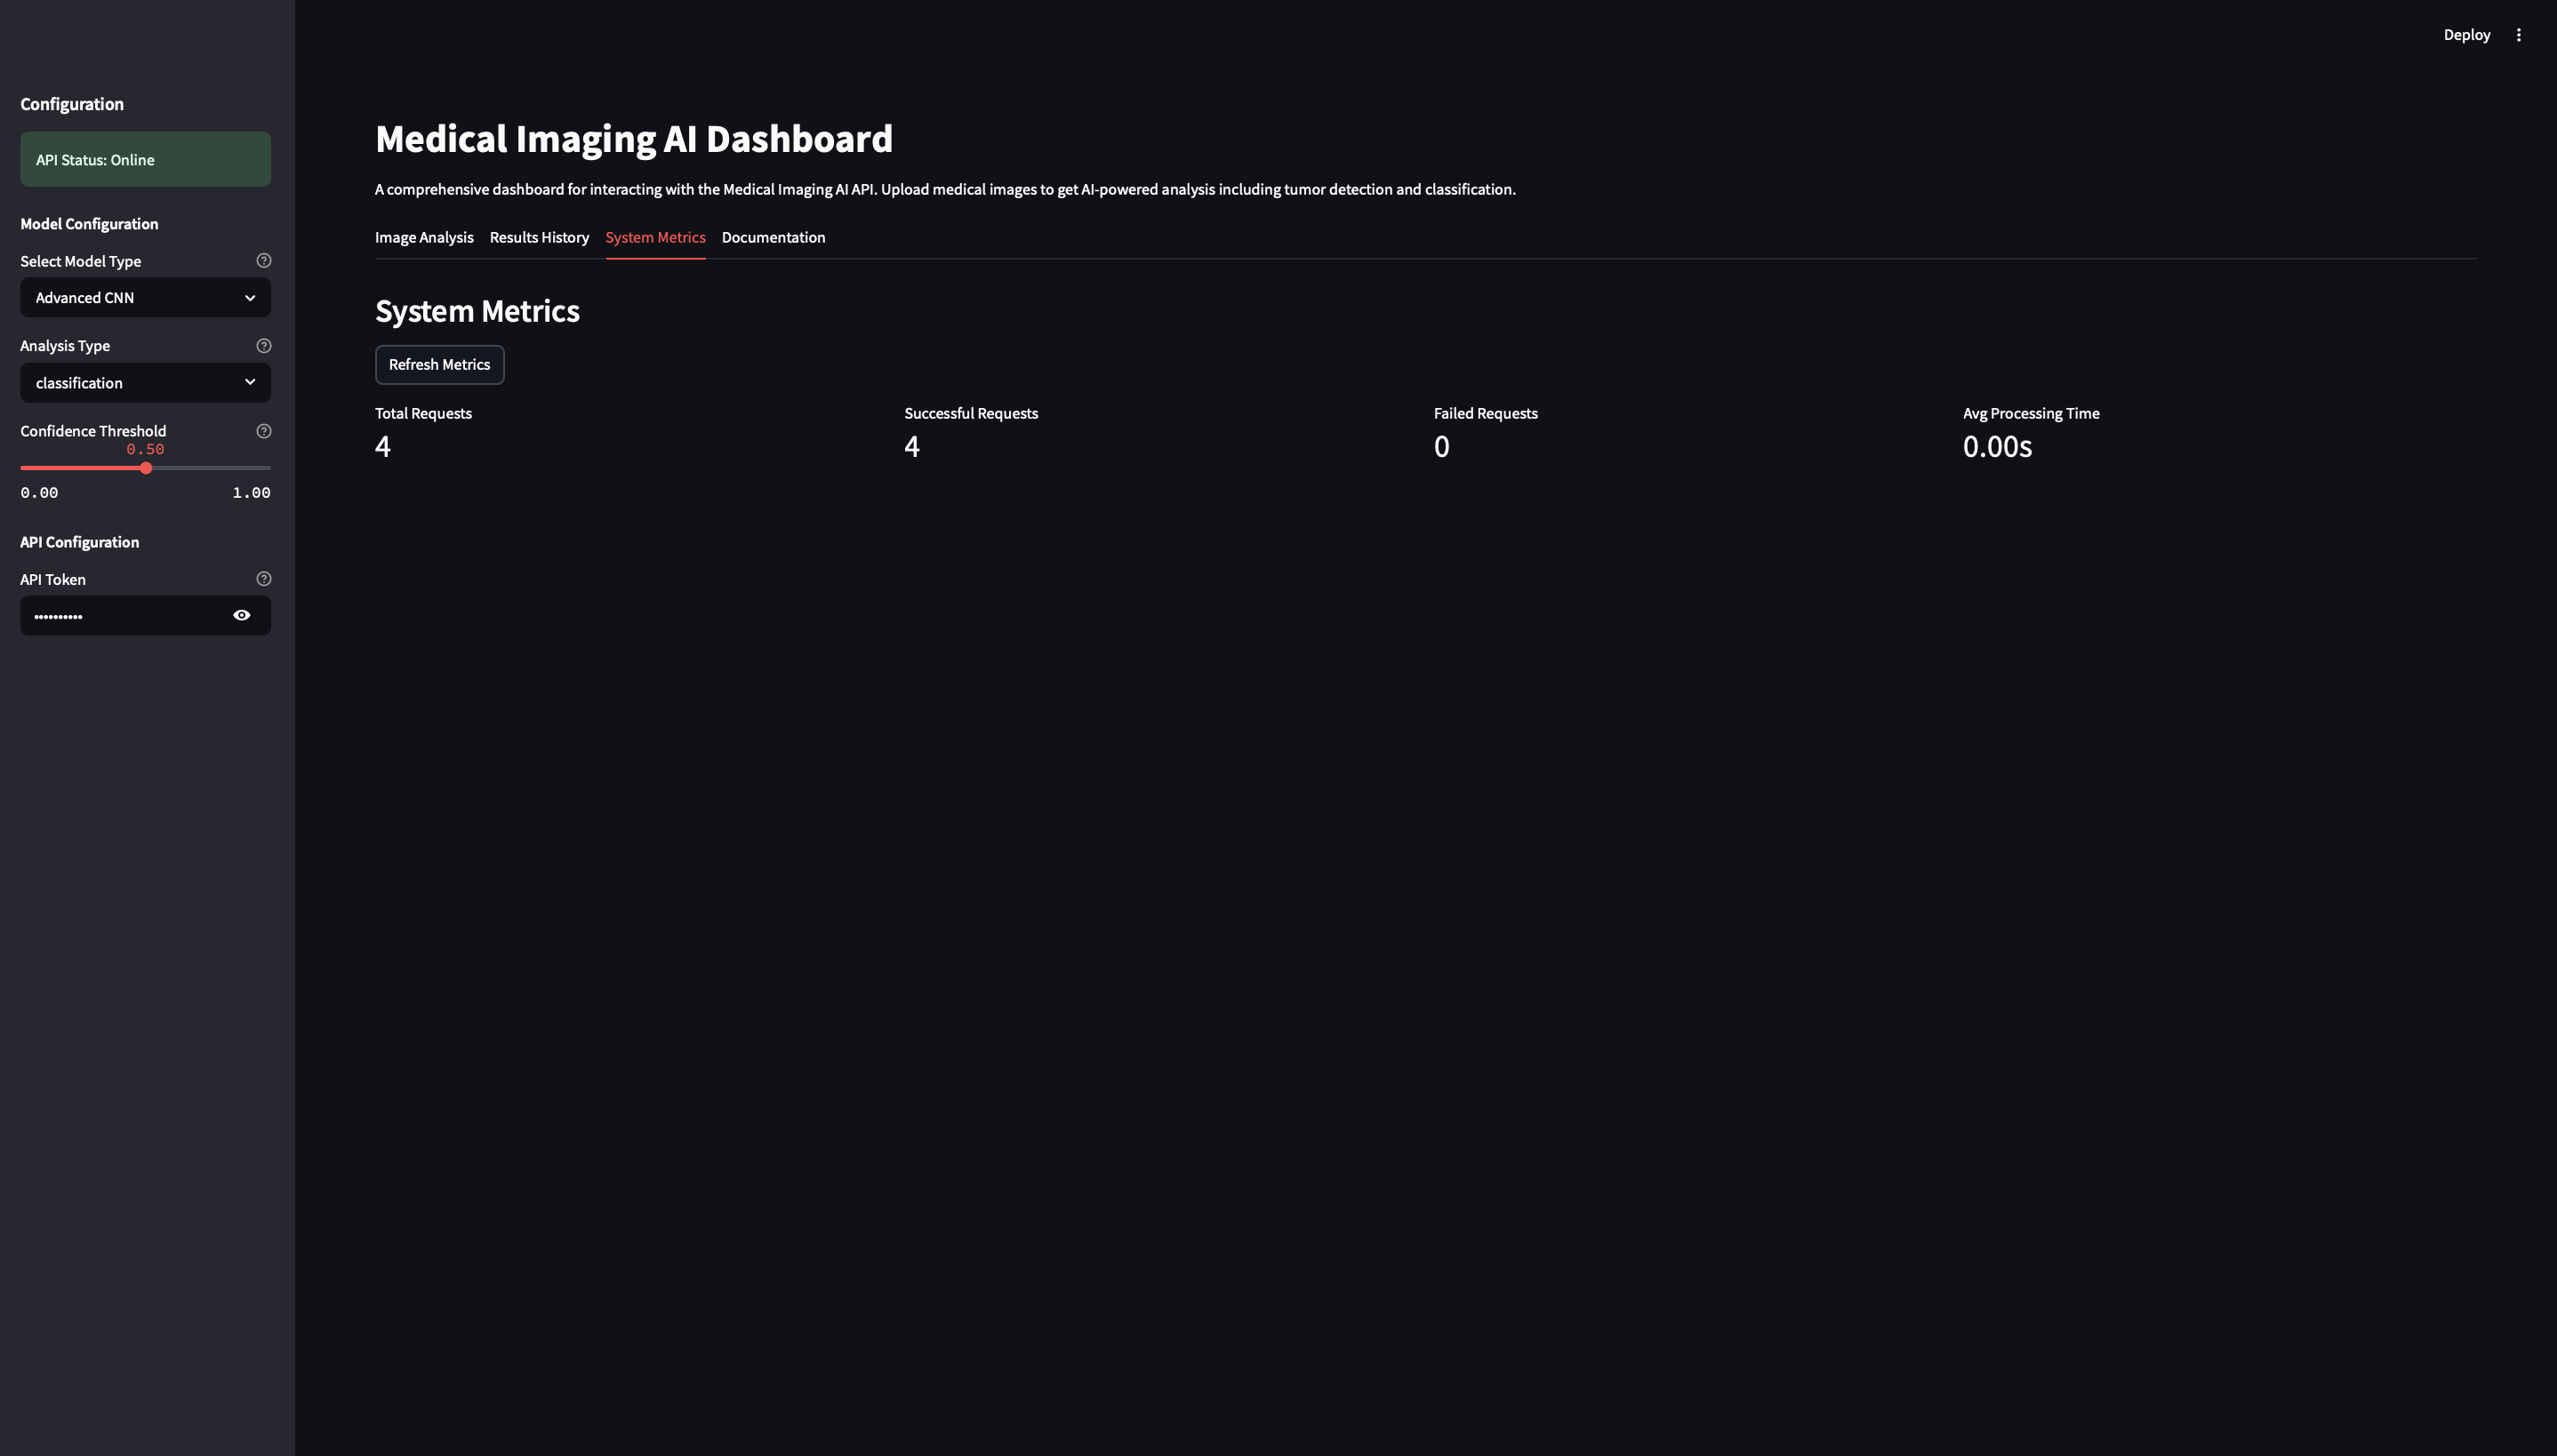 Deploy
Configuration
API Status: Online
Model Configuration
Select Model Type
Advanced CNN
Analysis Type
classification
Confidence Threshold
0.50
0.00 1.00
API Configuration
API Token
••••••••••
Medical Imaging AI Dashboard
A comprehensive dashboard for interacting with the Medical Imaging AI API. Upload medical images to get AI-powered analysis including tumor detection and classification.
Image Analysis Results History System Metrics Documentation
System Metrics
Refresh Metrics
Total Requests Successful Requests Failed Requests Avg Processing Time
4 4 0 0.00s